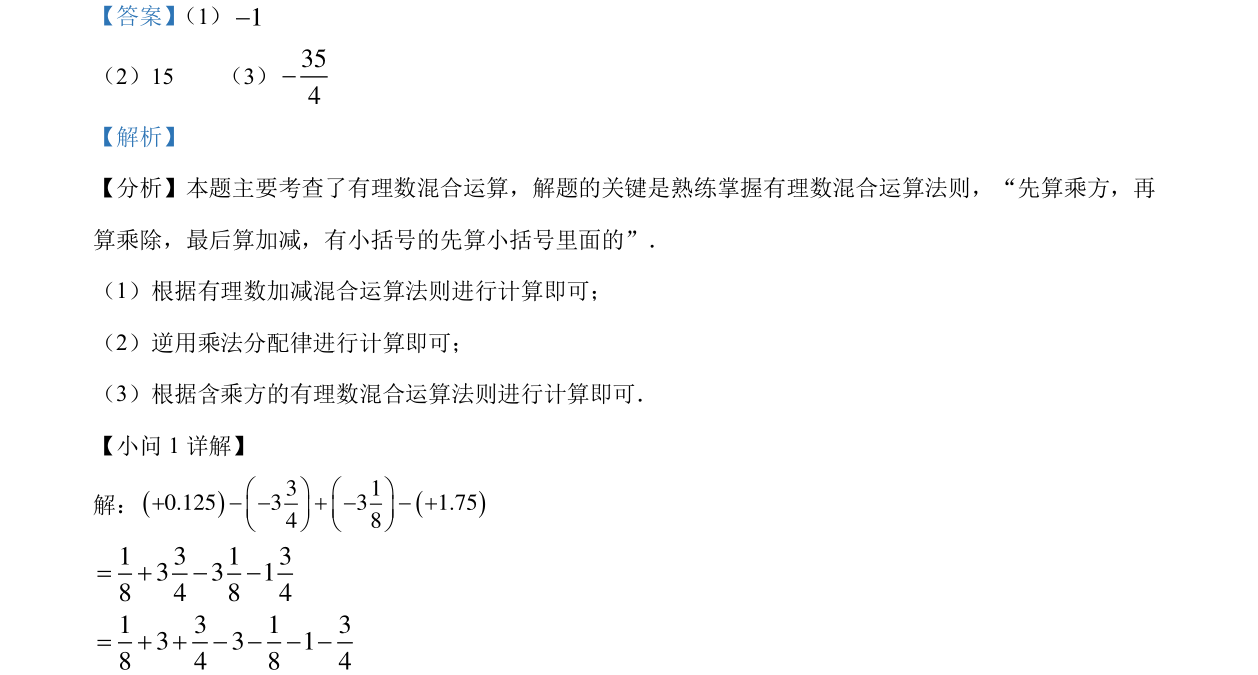 【答案】（1）−1
（2）15 （3）−35/4
【解析】
【分析】本题主要考查了有理数混合运算，解题的关键是熟练掌握有理数混合运算法则，“先算乘方，再
算乘除，最后算加减，有小括号的先算小括号里面的”．
（1）根据有理数加减混合运算法则进行计算即可；
（2）逆用乘法分配律进行计算即可；
（3）根据含乘方的有理数混合运算法则进行计算即可．
【小问 1 详解】
解：(+0.125)−(−3 3/4)+(−3 1/8)−(+1.75)
=1/8+3 3/4−3 1/8−1 3/4
=1/8+3+3/4−3−1/8−1−3/4